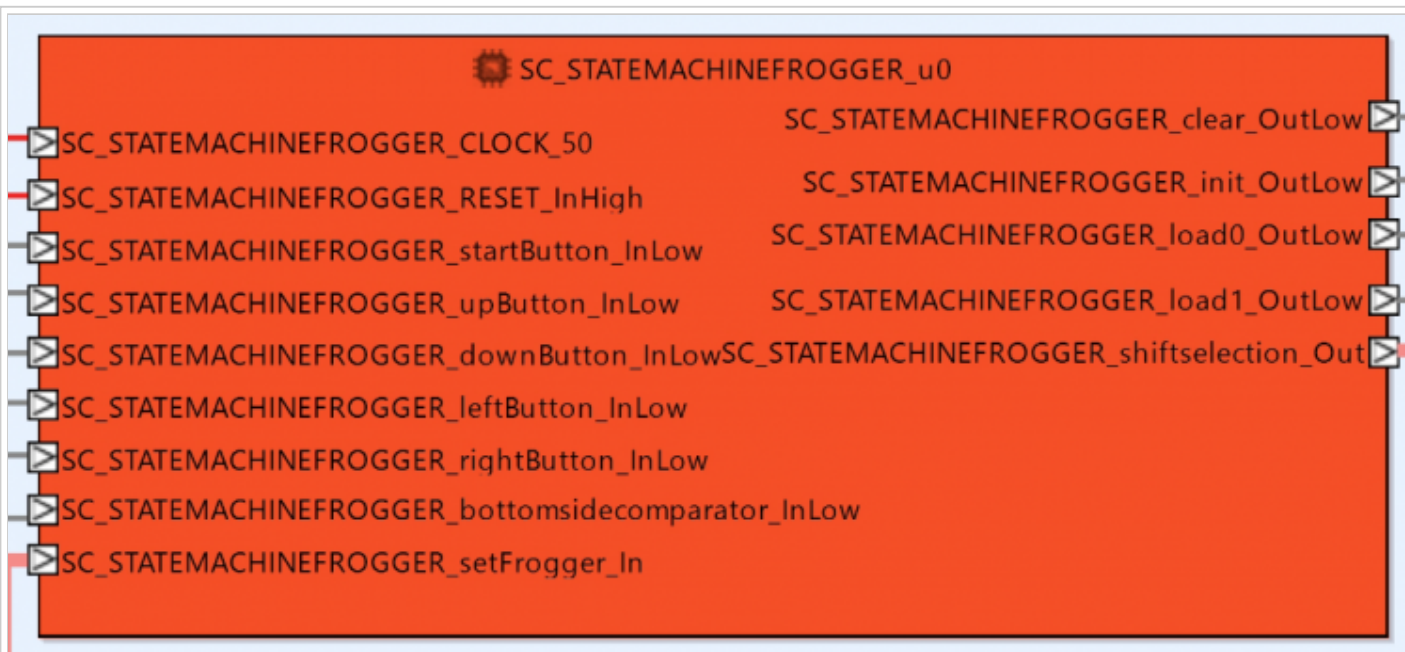 SC_STATEMACHINEFROGGER_u0
SC_STATEMACHINEFROGGER_CLOCK_50
SC_STATEMACHINEFROGGER_RESET_InHigh
SC_STATEMACHINEFROGGER_startButton_InLow
SC_STATEMACHINEFROGGER_upButton_InLow
SC_STATEMACHINEFROGGER_downButton_InLow
SC_STATEMACHINEFROGGER_leftButton_InLow
SC_STATEMACHINEFROGGER_rightButton_InLow
SC_STATEMACHINEFROGGER_bottomsidecomparator_InLow
SC_STATEMACHINEFROGGER_setFrogger_In
SC_STATEMACHINEFROGGER_clear_OutLow
SC_STATEMACHINEFROGGER_init_OutLow
SC_STATEMACHINEFROGGER_load0_OutLow
SC_STATEMACHINEFROGGER_load1_OutLow
SC_STATEMACHINEFROGGER_shiftselection_Out